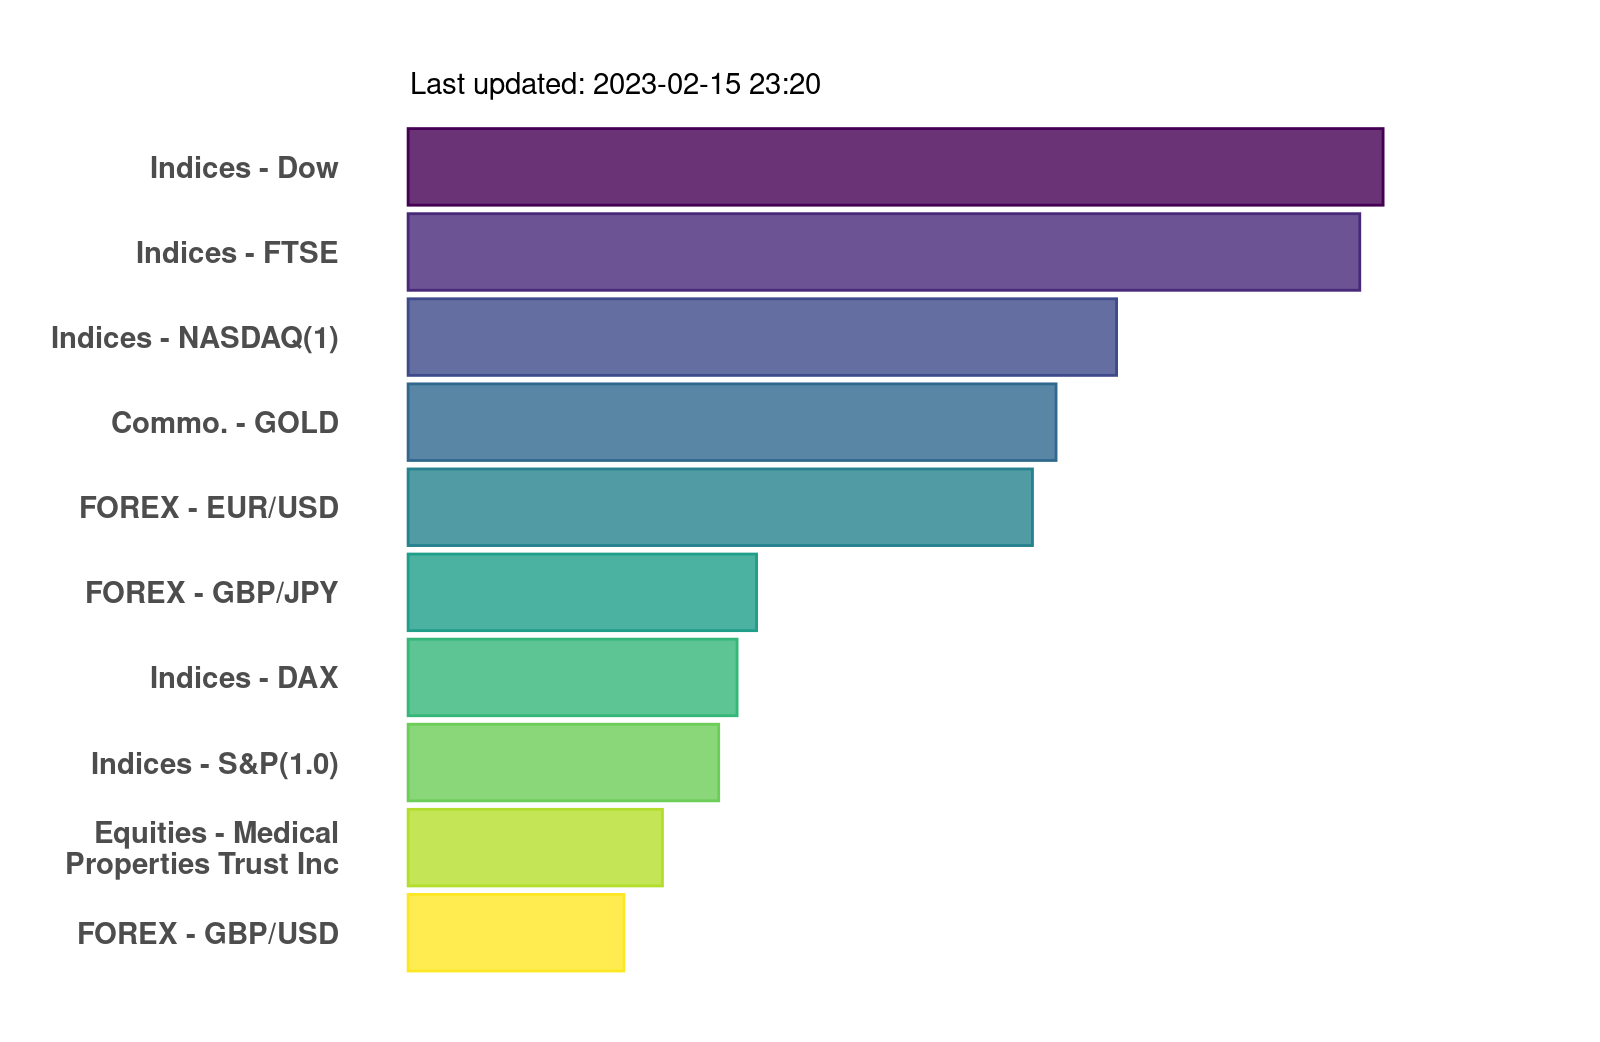 Last updated: 2023-02-15 23:20
Indices - Dow
Indices - FTSE
Indices - NASDAQ(1)
Commo. - GOLD
FOREX - EUR/USD
FOREX - GBP/JPY
Indices - DAX
Indices - S&P(1.0)
Equities - Medical
Properties Trust Inc
FOREX - GBP/USD